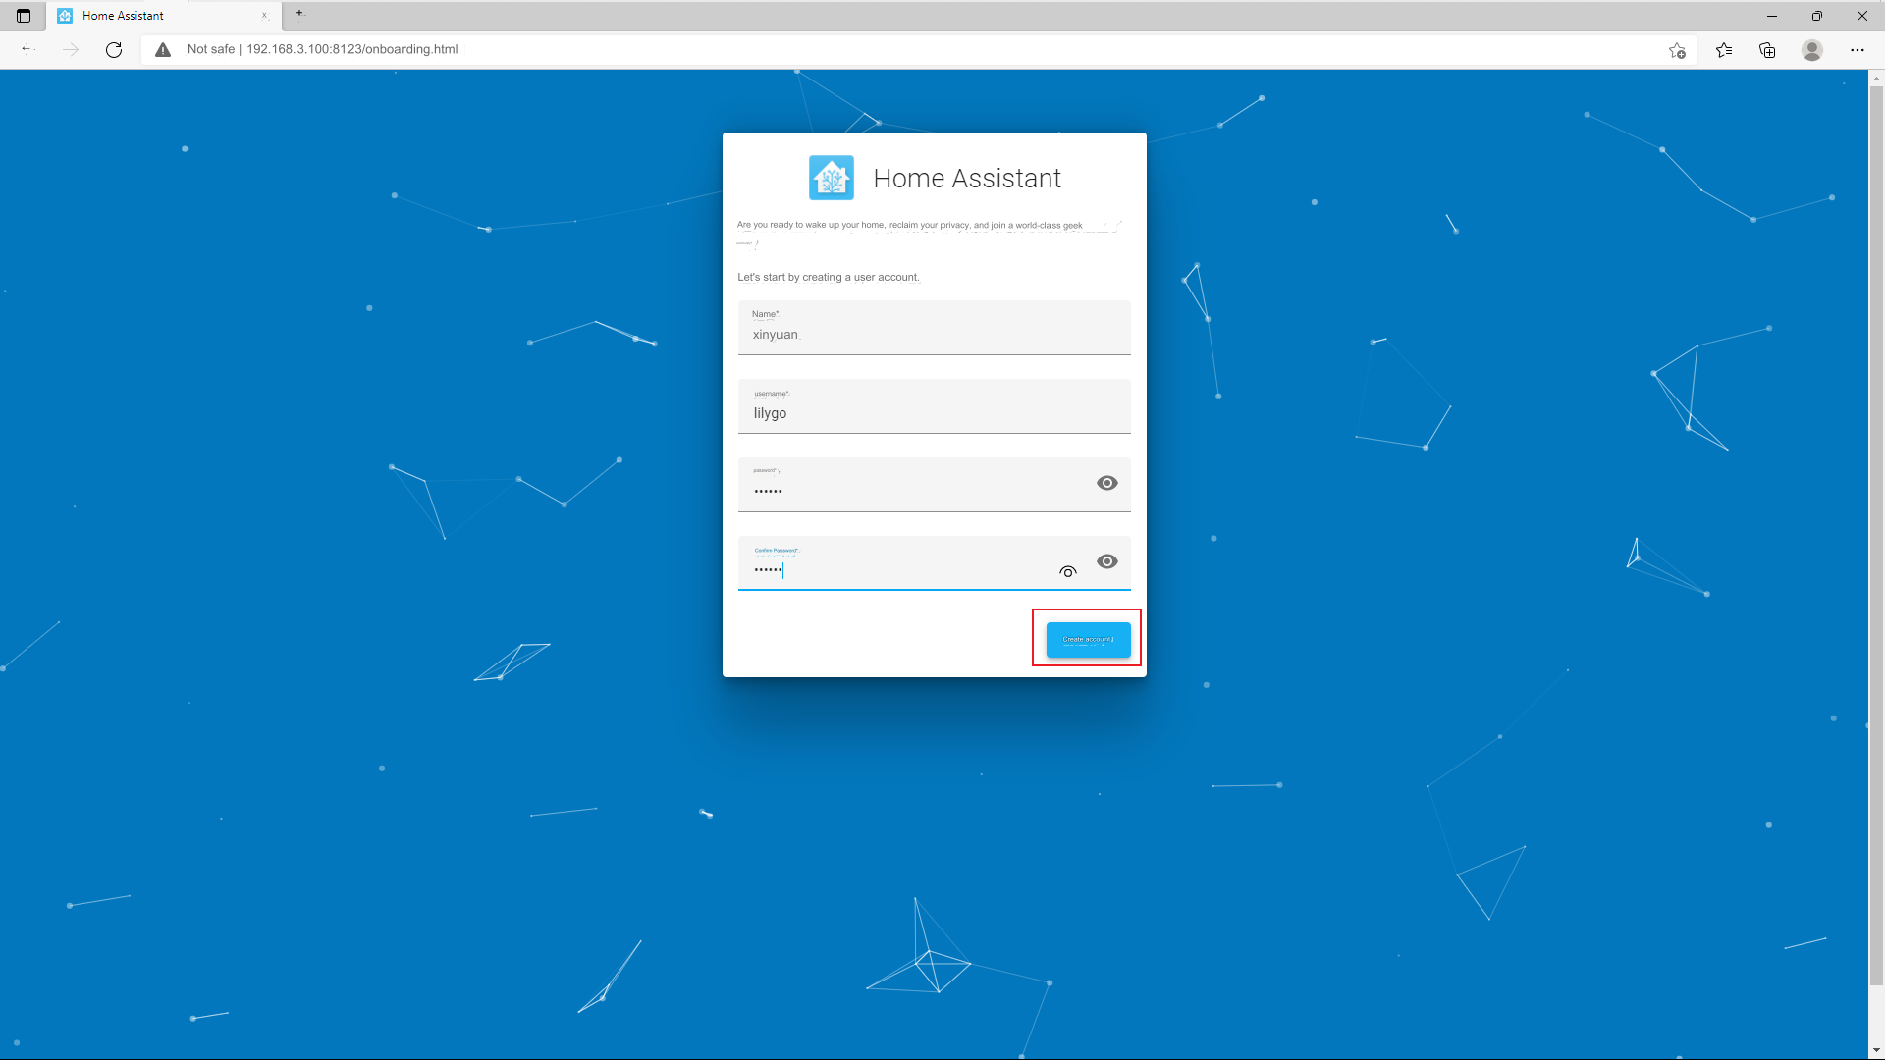 Home Assistant
Not safe | 192.168.3.100:8123/onboarding.html
Home Assistant
Are you ready to wake up your home, reclaim your privacy, and join a world-class geek
Let's start by creating a user account.
Name*
xinyuan
username*
lilygo
password*
••••••
Confirm Password*
••••••
Create account